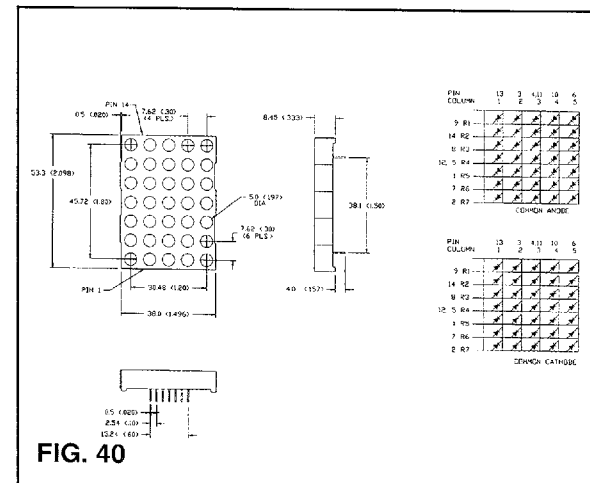 PIN 14
0.5 (.020)
7.62 (.30)
(4 PLS.)
53.3 (2.098)
45.72 (1.80)
5.0 (.197)
DIA
7.62 (.30)
(6 PLS.)
PIN 1
30.48 (1.20)
38.0 (1.496)
8.45 (.333)
38.1 (1.50)
4.0 (.157)
0.5 (.020)
2.54 (.10)
FIG. 40
PIN 13 3 4,11 10 6
COLUMN 1 2 3 4 5
9 R1
14 R2
8 R3
12, 5 R4
1 R5
7 R6
2 R7
COMMON ANODE
PIN 13 3 4,11 10 6
COLUMN 1 2 3 4 5
9 R1
14 R2
8 R3
12, 5 R4
1 R5
7 R6
2 R7
COMMON CATHODE